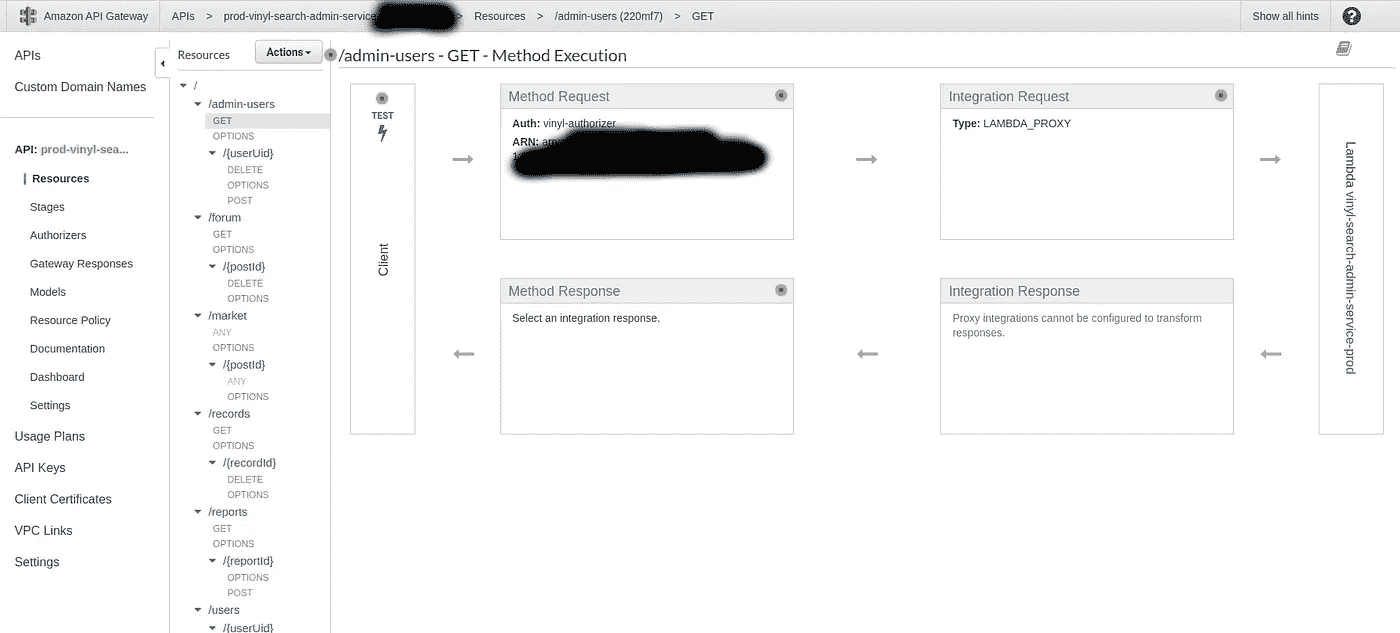 Amazon API Gateway
APIs > prod-vinyl-search-admin-service > Resources > /admin-users (220mf7) > GET
Show all hints
?
APIs
Custom Domain Names
API: prod-vinyl-sea...
Resources
Stages
Authorizers
Gateway Responses
Models
Resource Policy
Documentation
Dashboard
Settings
Usage Plans
API Keys
Client Certificates
VPC Links
Settings
Resources
Actions
/
/admin-users
GET
OPTIONS
/{userUid}
DELETE
OPTIONS
POST
/forum
GET
OPTIONS
/{postId}
DELETE
OPTIONS
/market
ANY
OPTIONS
/{postId}
ANY
OPTIONS
/records
GET
OPTIONS
/{recordId}
DELETE
OPTIONS
/reports
GET
OPTIONS
/{reportId}
OPTIONS
POST
/users
/{userUid}
/admin-users - GET - Method Execution
TEST
Client
Method Request
Auth: vinyl-authorizer
ARN:
Integration Request
Type: LAMBDA_PROXY
Method Response
Select an integration response.
Integration Response
Proxy integrations cannot be configured to transform
responses.
Lambda vinyl-search-admin-service-prod